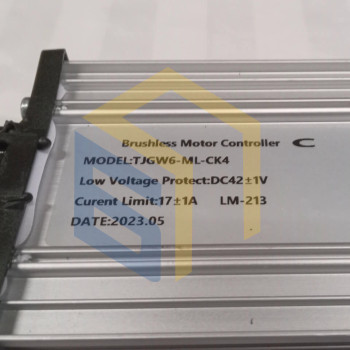 Brushless Motor Controller C
MODEL:TJGW6-ML-CK4
Low Voltage Protect:DC42±1V
Curent Limit:17±1A LM-213
DATE:2023.05